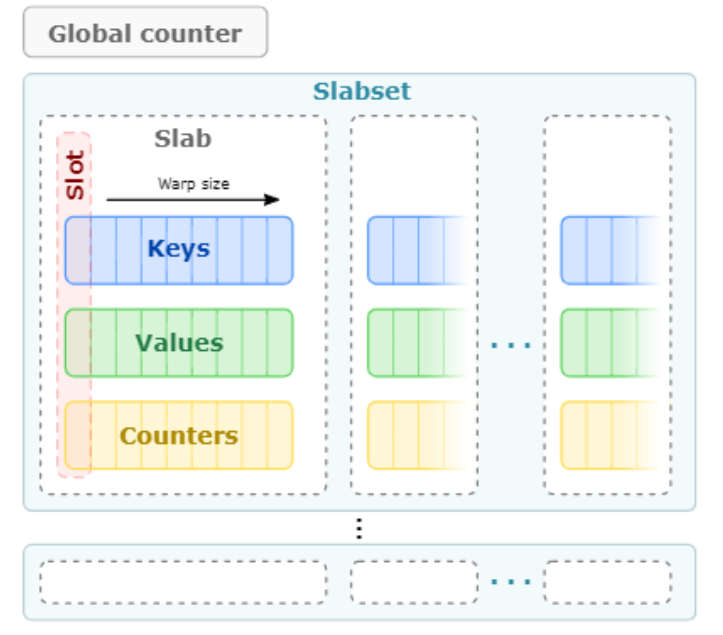 Global counter
Slabset
Slab
Slot
Warp size
Keys
Values
Counters